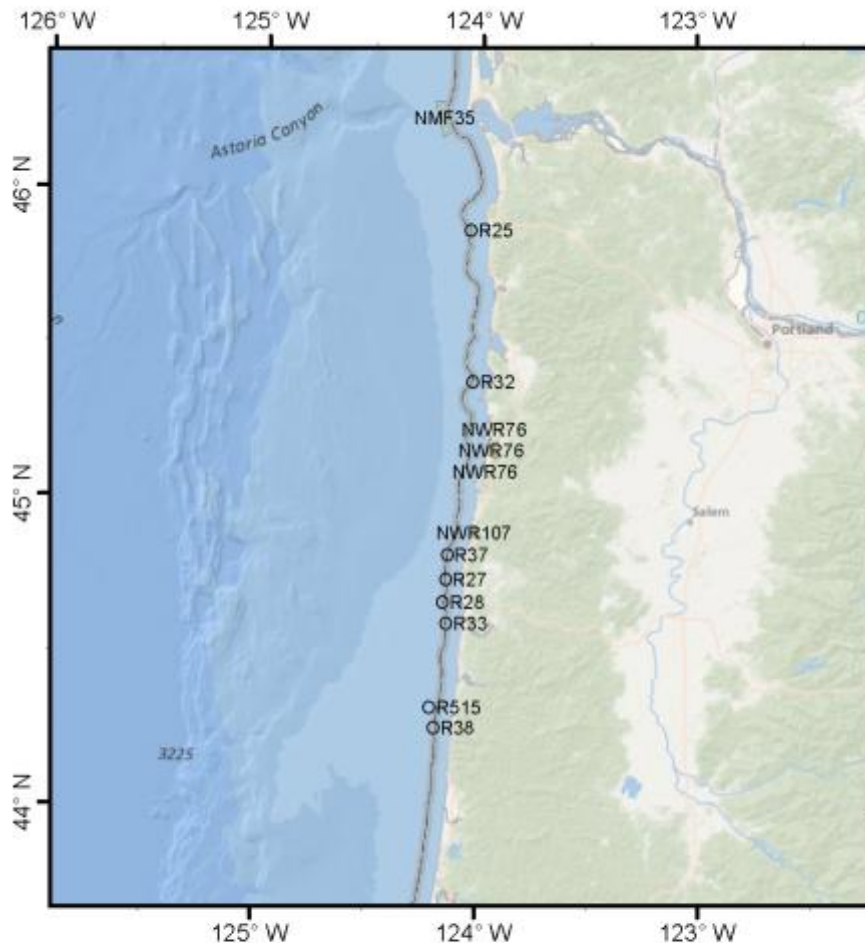 126° W 125° W 124° W 123° W
Astoria Canyon
NMF35
46° N
OR25
Portland
OR32
NWR76
NWR76
NWR76
45° N
Salem
NWR107
OR37
OR27
OR28
OR33
OR515
OR38
3225
44° N
125° W 124° W 123° W